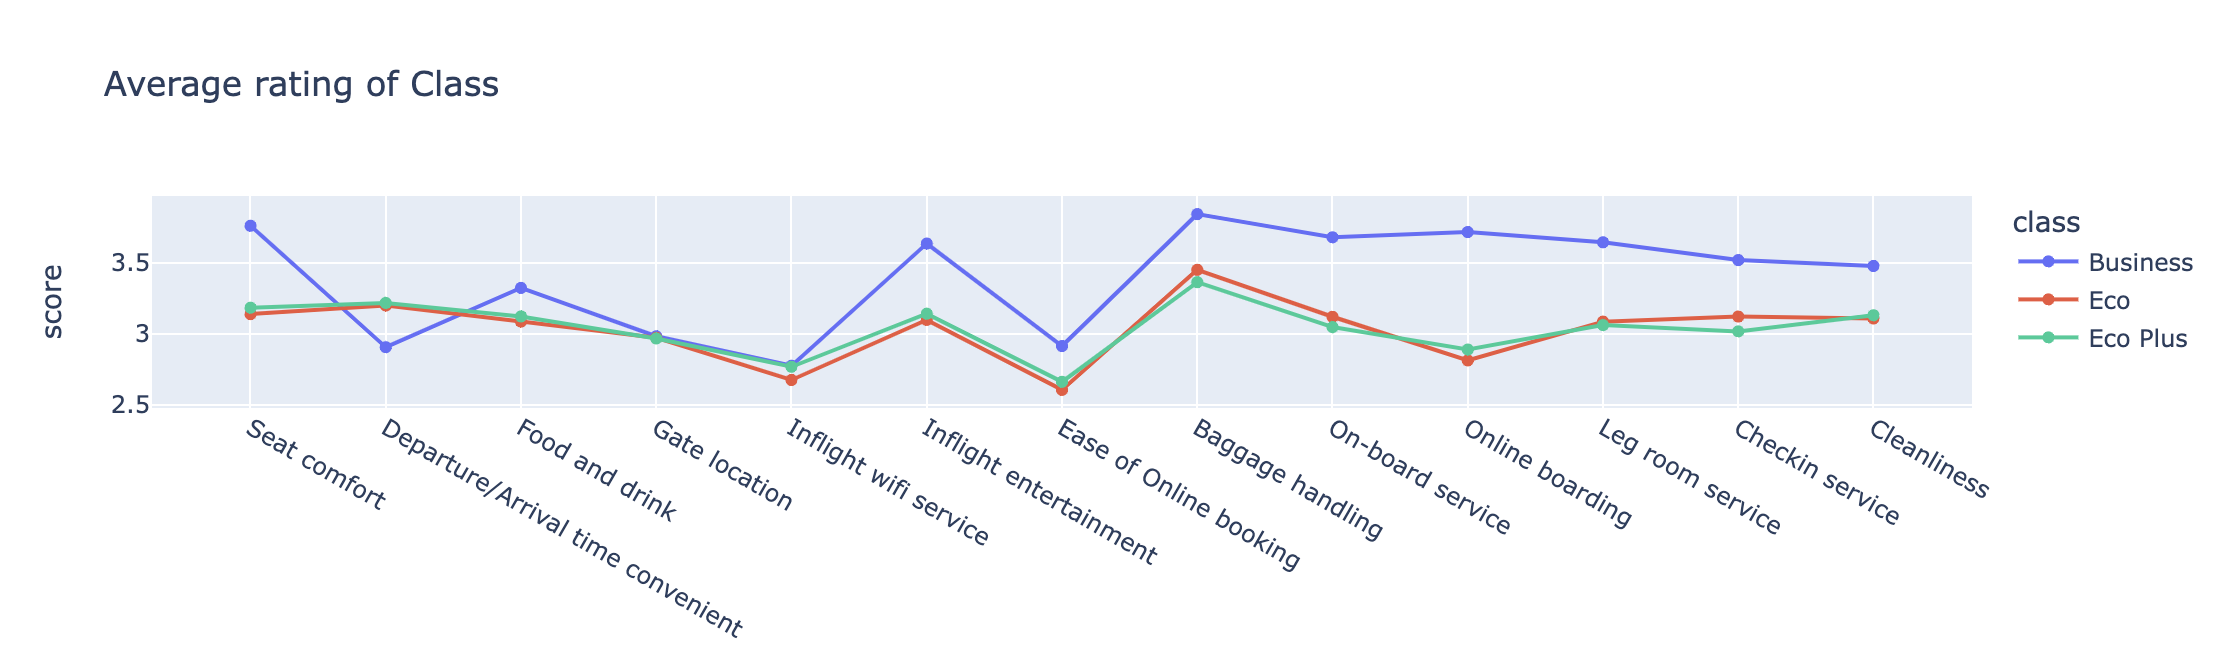 Average rating of Class
score
3.5
3
2.5
Seat comfort
Departure/Arrival time convenient
Food and drink
Gate location
Inflight wifi service
Inflight entertainment
Ease of Online booking
Baggage handling
On-board service
Online boarding
Leg room service
Checkin service
Cleanliness
class
Business
Eco
Eco Plus